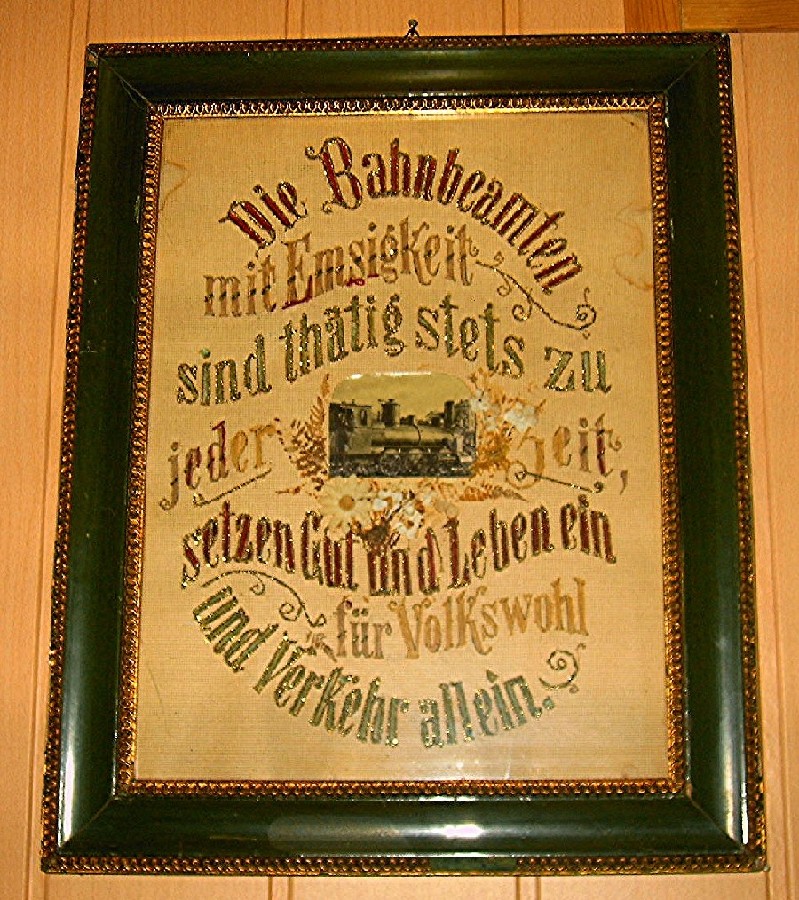 Die Bahnbeamten
mit Emsigkeit
sind thätig stets zu
jeder Zeit,
setzen Gut und Leben ein
für Volkswohl
und Verkehr allein.